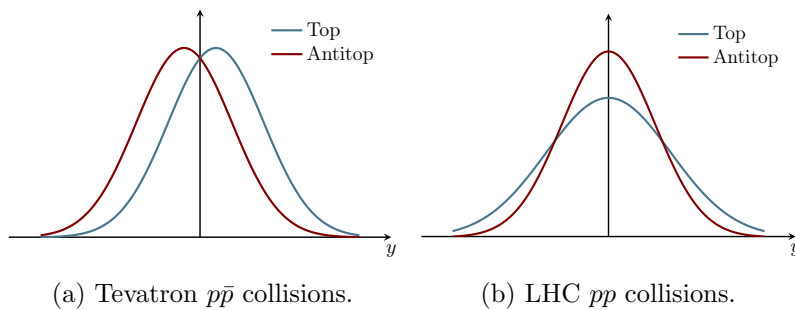 Top
Antitop
y
(a) Tevatron pp̄ collisions.
Top
Antitop
y
(b) LHC pp collisions.